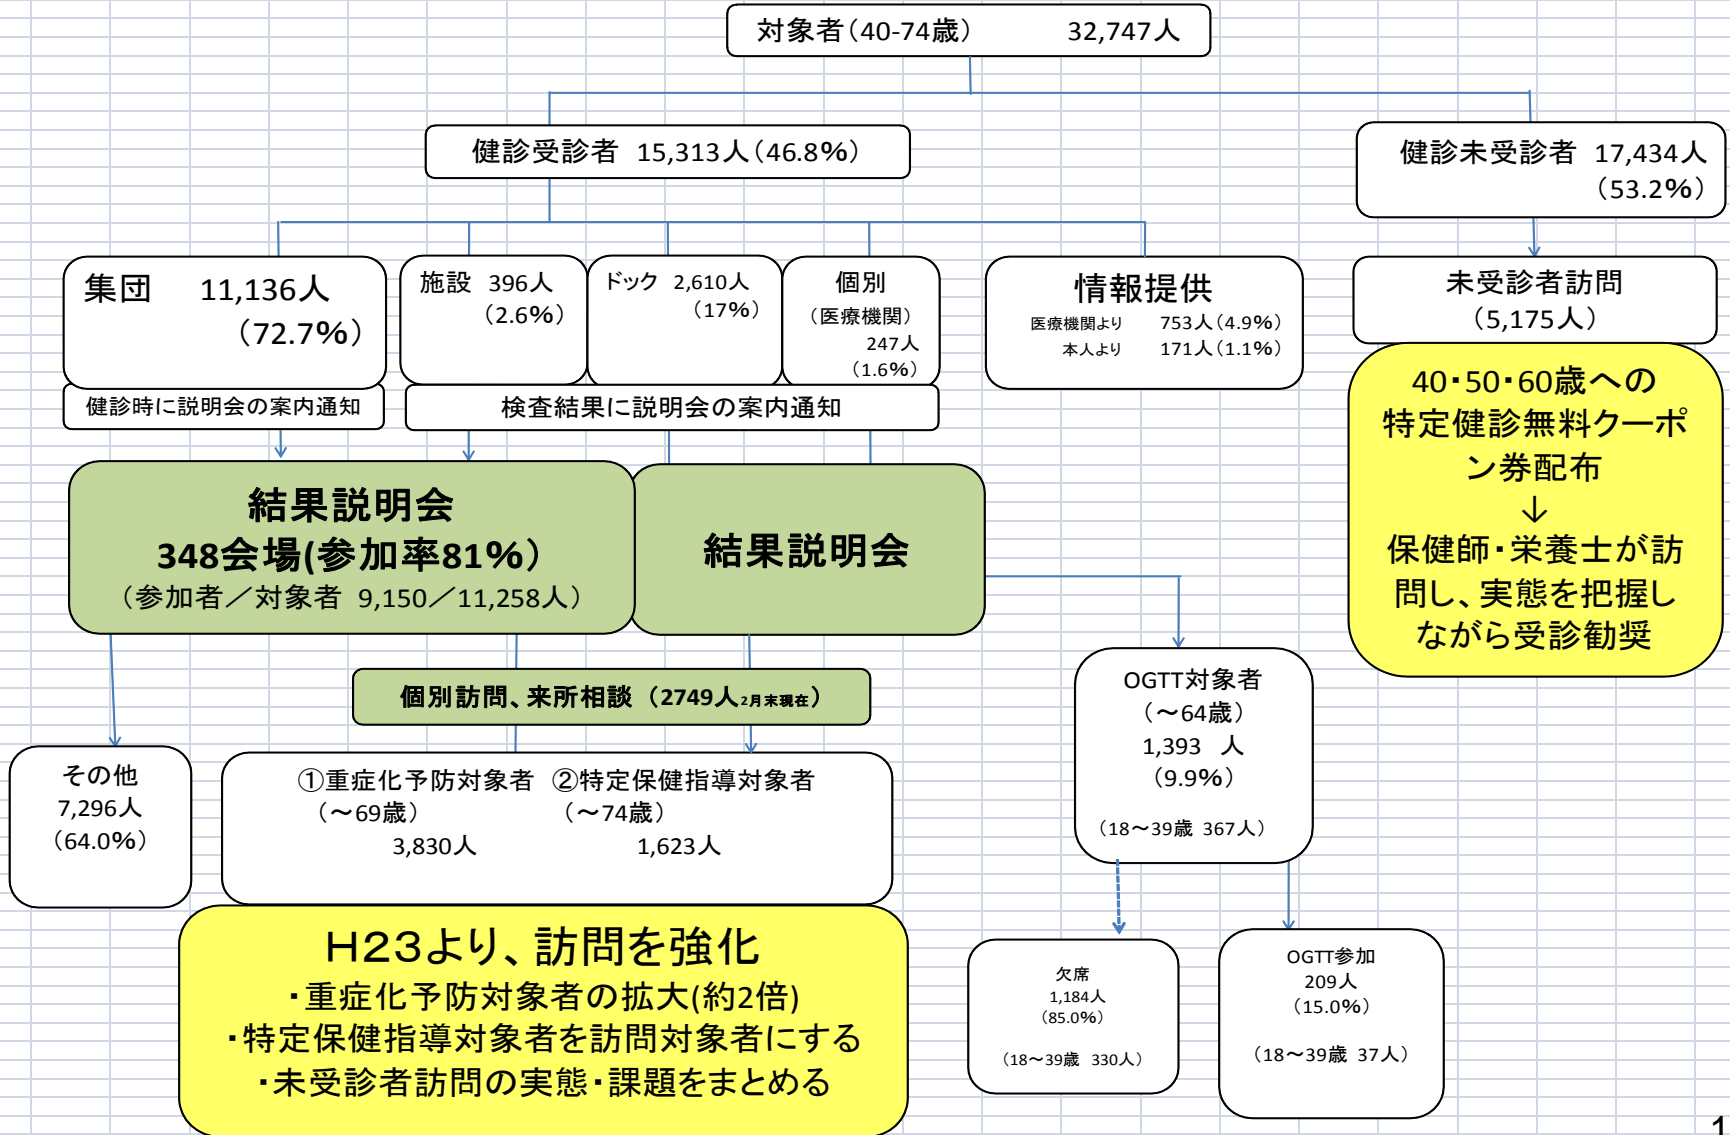 対象者(40-74歳) 32,747人
健診受診者 15,313人(46.8%)
健診未受診者 17,434人
(53.2%)
集団 11,136人
(72.7%)
施設 396人
(2.6%)
ドック 2,610人
(17%)
個別
(医療機関)
247人
(1.6%)
情報提供
医療機関より 753人(4.9%)
本人より 171人(1.1%)
未受診者訪問
(5,175人)
健診時に説明会の案内通知
検査結果に説明会の案内通知
40・50・60歳への
特定健診無料クーポ
ン券配布
↓
保健師・栄養士が訪
問し、実態を把握し
ながら受診勧奨
結果説明会
348会場(参加率81%)
(参加者/対象者 9,150/11,258人)
結果説明会
個別訪問、来所相談 (2749人2月末現在)
OGTT対象者
(~64歳)
1,393 人
(9.9%)
(18~39歳 367人)
その他
7,296人
(64.0%)
①重症化予防対象者 ②特定保健指導対象者
(~69歳) (~74歳)
3,830人 1,623人
H23より、訪問を強化
・重症化予防対象者の拡大(約2倍)
・特定保健指導対象者を訪問対象者にする
・未受診者訪問の実態・課題をまとめる
欠席
1,184人
(85.0%)
(18~39歳 330人)
OGTT参加
209人
(15.0%)
(18~39歳 37人)
1